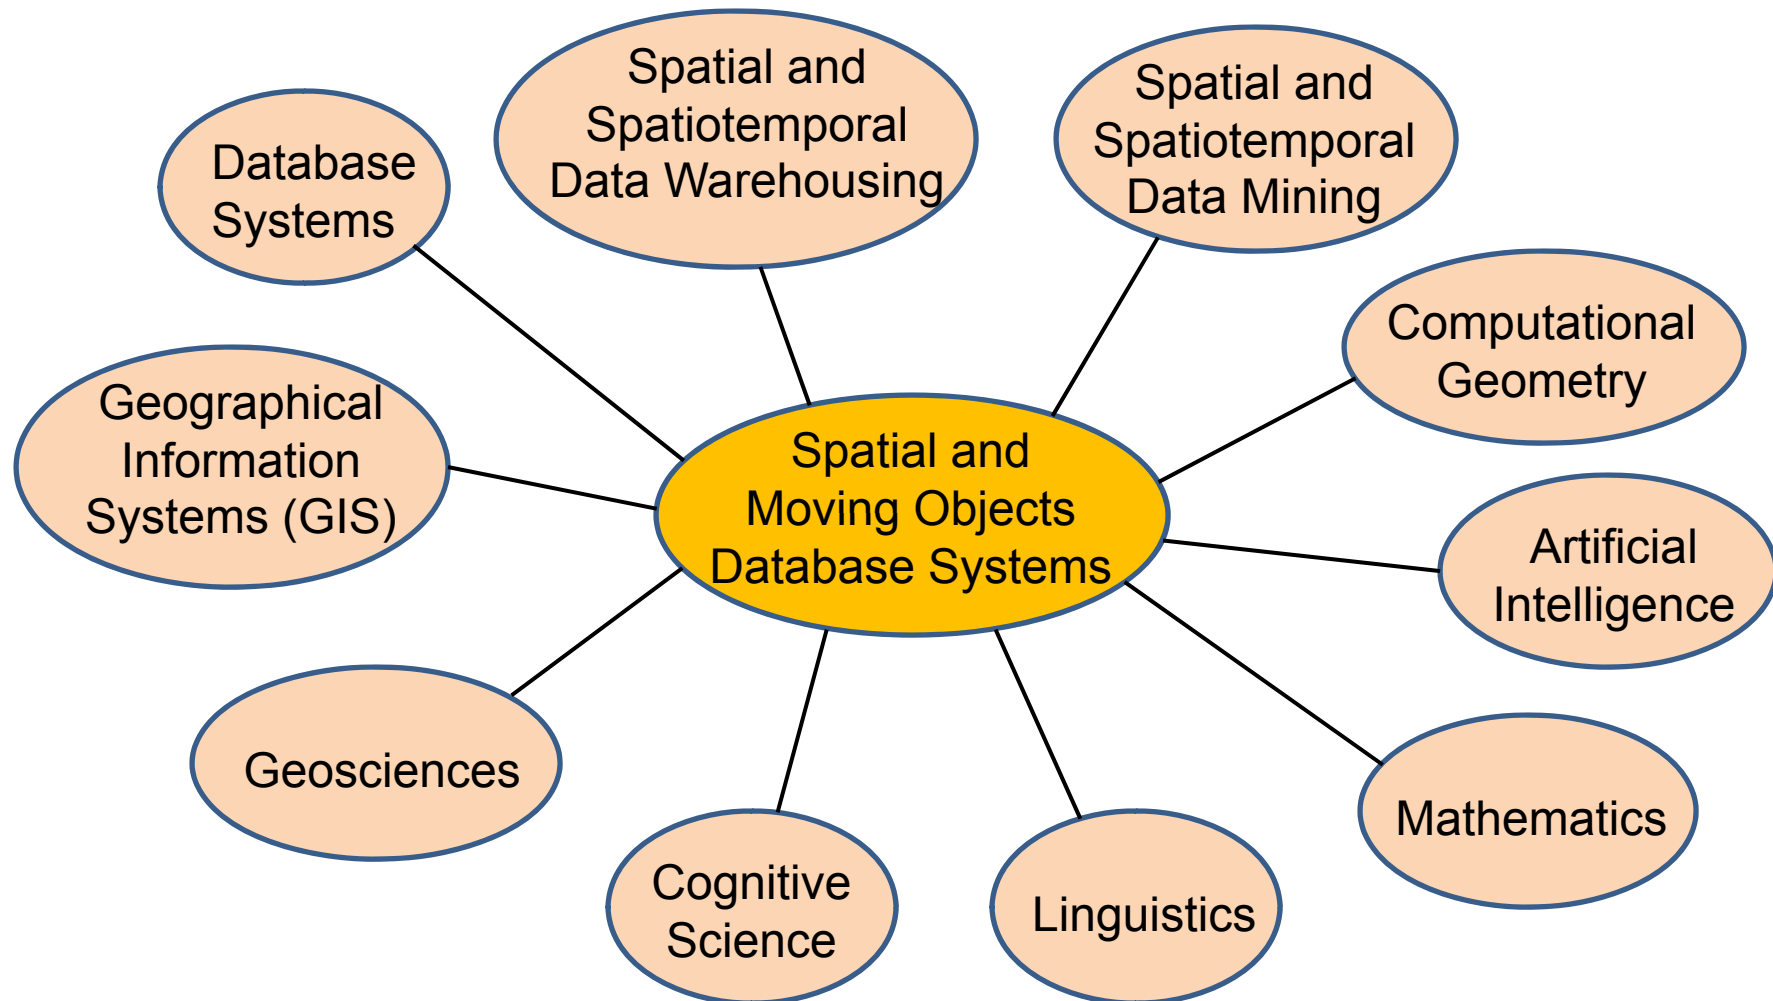 Spatial and
Spatiotemporal
Data Warehousing
Spatial and
Spatiotemporal
Data Mining
Database
Systems
Computational
Geometry
Geographical
Information
Systems (GIS)
Spatial and
Moving Objects
Database Systems
Artificial
Intelligence
Geosciences
Mathematics
Cognitive
Science
Linguistics